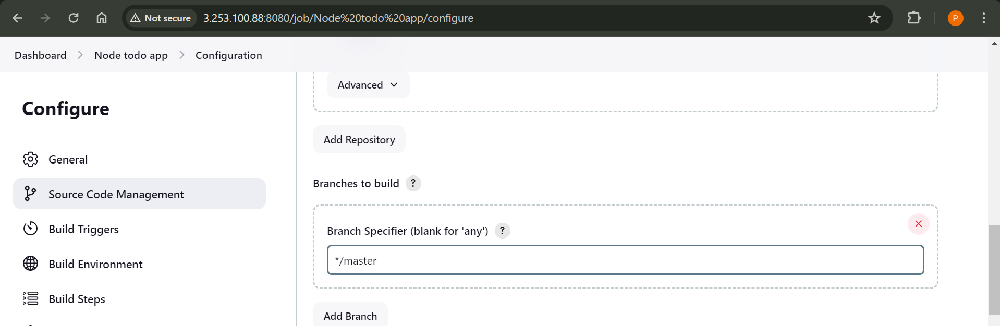 Not secure 3.253.100.88:8080/job/Node%20todo%20app/configure P
Dashboard Node todo app Configuration
Advanced
Configure
Add Repository
General
Branches to build ?
Source Code Management
Build Triggers
Branch Specifier (blank for 'any') ?
*/master
Build Environment
Build Steps
Add Branch